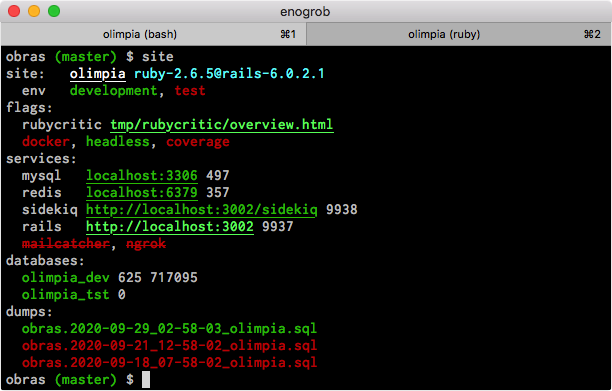 enogrob
olimpia (bash) ⌘1 olimpia (ruby) ⌘2
obras (master) $ site
site: olimpia ruby-2.6.5@rails-6.0.2.1
env development, test
flags:
rubycritic tmp/rubycritic/overview.html
docker, headless, coverage
services:
mysql localhost:3306 497
redis localhost:6379 357
sidekiq http://localhost:3002/sidekiq 9938
rails http://localhost:3002 9937
mailcatcher, ngrok
databases:
olimpia_dev 625 717095
olimpia_tst 0
dumps:
obras.2020-09-29_02-58-03_olimpia.sql
obras.2020-09-21_12-58-02_olimpia.sql
obras.2020-09-18_07-58-02_olimpia.sql
obras (master) $